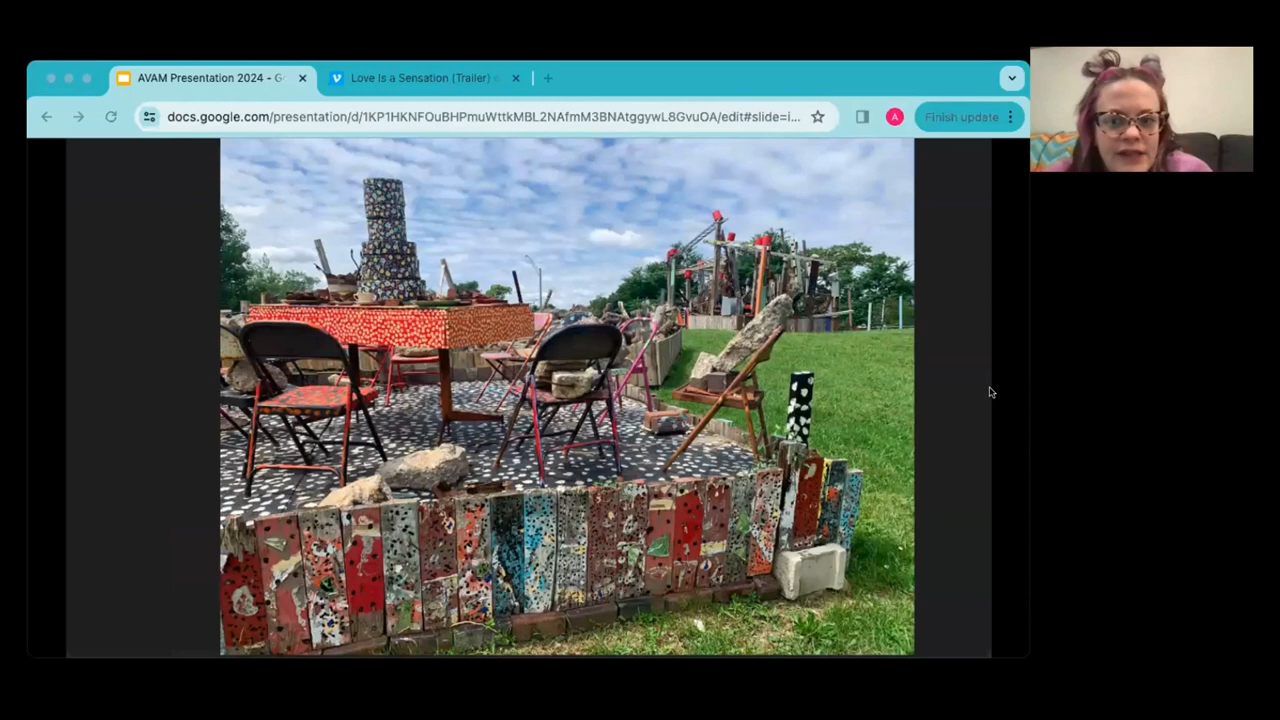 AVAM Presentation 2024 - G
Love Is a Sensation (Trailer)
docs.google.com/presentation/d/1KP1HKNFOuBHPmuWttkMBL2NAfmM3BNAtggywL8GvuOA/edit#slide=i...
A
Finish update